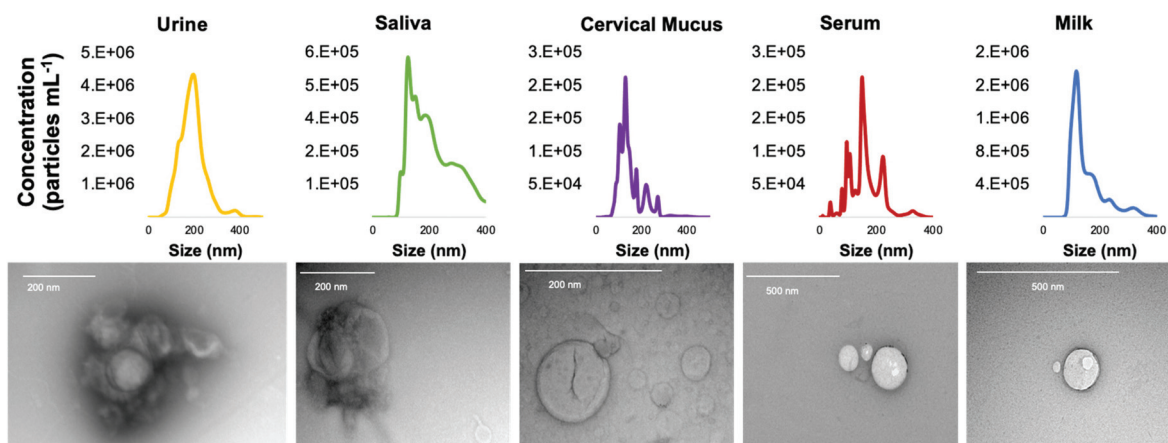 Urine
Saliva
Cervical Mucus
Serum
Milk
Concentration
(particles mL-1)
5.E+06
4.E+06
3.E+06
2.E+06
1.E+06
0 200 400
Size (nm)
6.E+05
5.E+05
4.E+05
2.E+05
1.E+05
0 200 400
Size (nm)
3.E+05
2.E+05
2.E+05
1.E+05
5.E+04
0 200 400
Size (nm)
3.E+05
2.E+05
2.E+05
1.E+05
5.E+04
0 200 400
Size (nm)
2.E+06
2.E+06
1.E+06
8.E+05
4.E+05
0 200 400
Size (nm)
200 nm
200 nm
200 nm
500 nm
500 nm